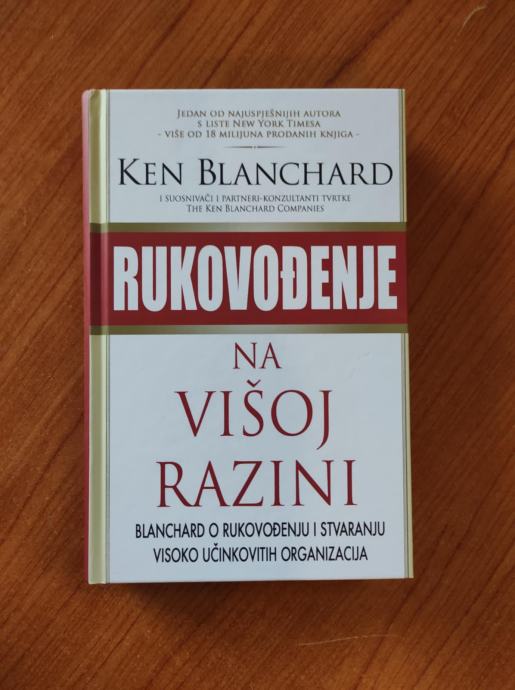 JEDAN OD NAJUSPJEŠNIJIH AUTORA
S LISTE NEW YORK TIMESA
- VIŠE OD 18 MILIJUNA PRODANIH KNJIGA -
KEN BLANCHARD
I SUOSNIVAČI I PARTNERI-KONZULTANTI TVRTKE
THE KEN BLANCHARD COMPANIES
RUKOVOĐENJE
NA
VIŠOJ
RAZINI
BLANCHARD O RUKOVOĐENJU I STVARANJU
VISOKO UČINKOVITIH ORGANIZACIJA